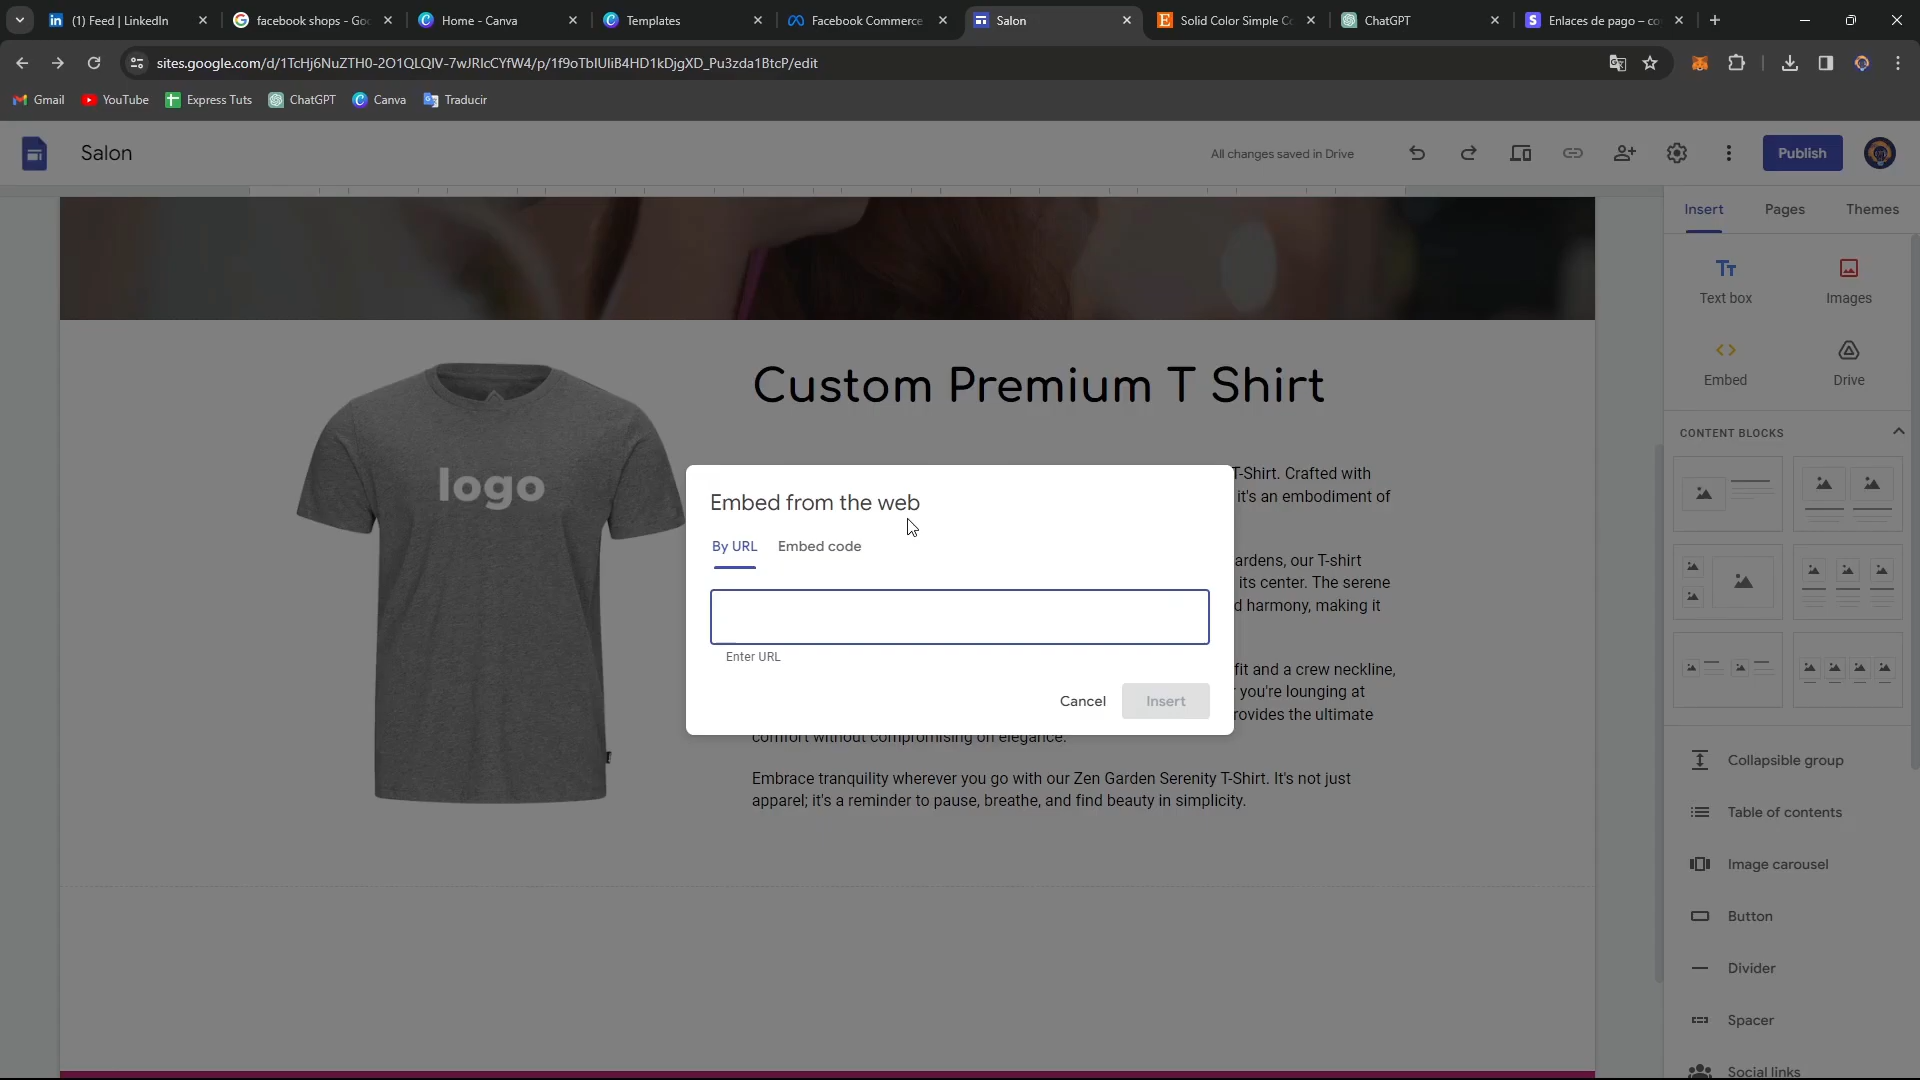 (1) Feed | LinkedIn
facebook shops - Goo
Home - Canva
Templates
Facebook Commerce
Salon
Solid Color Simple Co
ChatGPT
Enlaces de pago – co
sites.google.com/d/1TcHj6NuZTH0-2O1QLQIV-7wJRIcCYfW4/p/1f9oTbIUIiB4HD1kDjgXD_Pu3zda1BtcP/edit
Gmail
YouTube
Express Tuts
ChatGPT
Canva
Traducir
Salon
All changes saved in Drive
Publish
Insert
Pages
Themes
Text box
Images
Embed
Drive
CONTENT BLOCKS
Custom Premium T Shirt
logo
T-Shirt. Crafted with
it's an embodiment of
ardens, our T-shirt
its center. The serene
d harmony, making it
fit and a crew neckline,
you're lounging at
rovides the ultimate
comfort without compromising on elegance.
Embrace tranquility wherever you go with our Zen Garden Serenity T-Shirt. It's not just
apparel; it's a reminder to pause, breathe, and find beauty in simplicity.
Embed from the web
By URL
Embed code
Enter URL
Cancel
Insert
Collapsible group
Table of contents
Image carousel
Button
Divider
Spacer
Social links